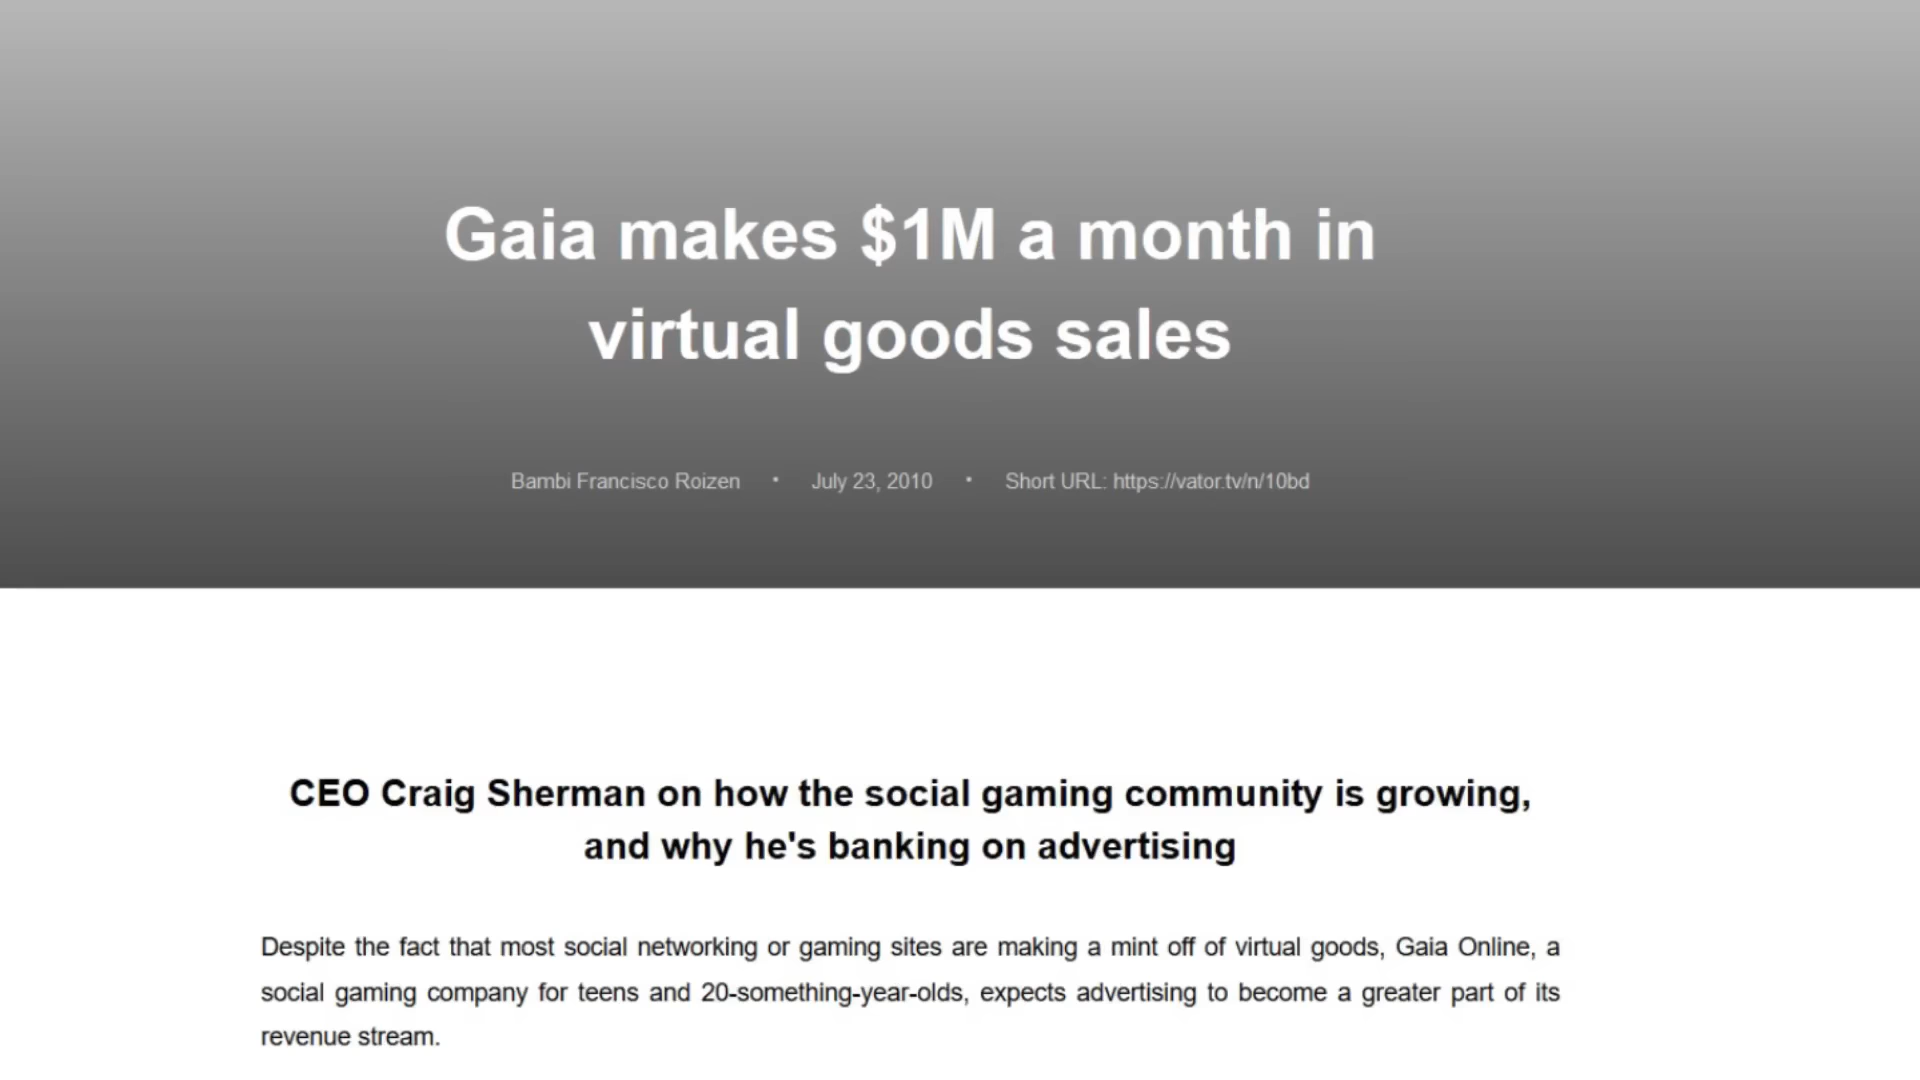 Gaia makes $1M a month in
virtual goods sales
Bambi Francisco Roizen • July 23, 2010 • Short URL: https://vator.tv/n/10bd
CEO Craig Sherman on how the social gaming community is growing,
and why he's banking on advertising
Despite the fact that most social networking or gaming sites are making a mint off of virtual goods, Gaia Online, a
social gaming company for teens and 20-something-year-olds, expects advertising to become a greater part of its
revenue stream.